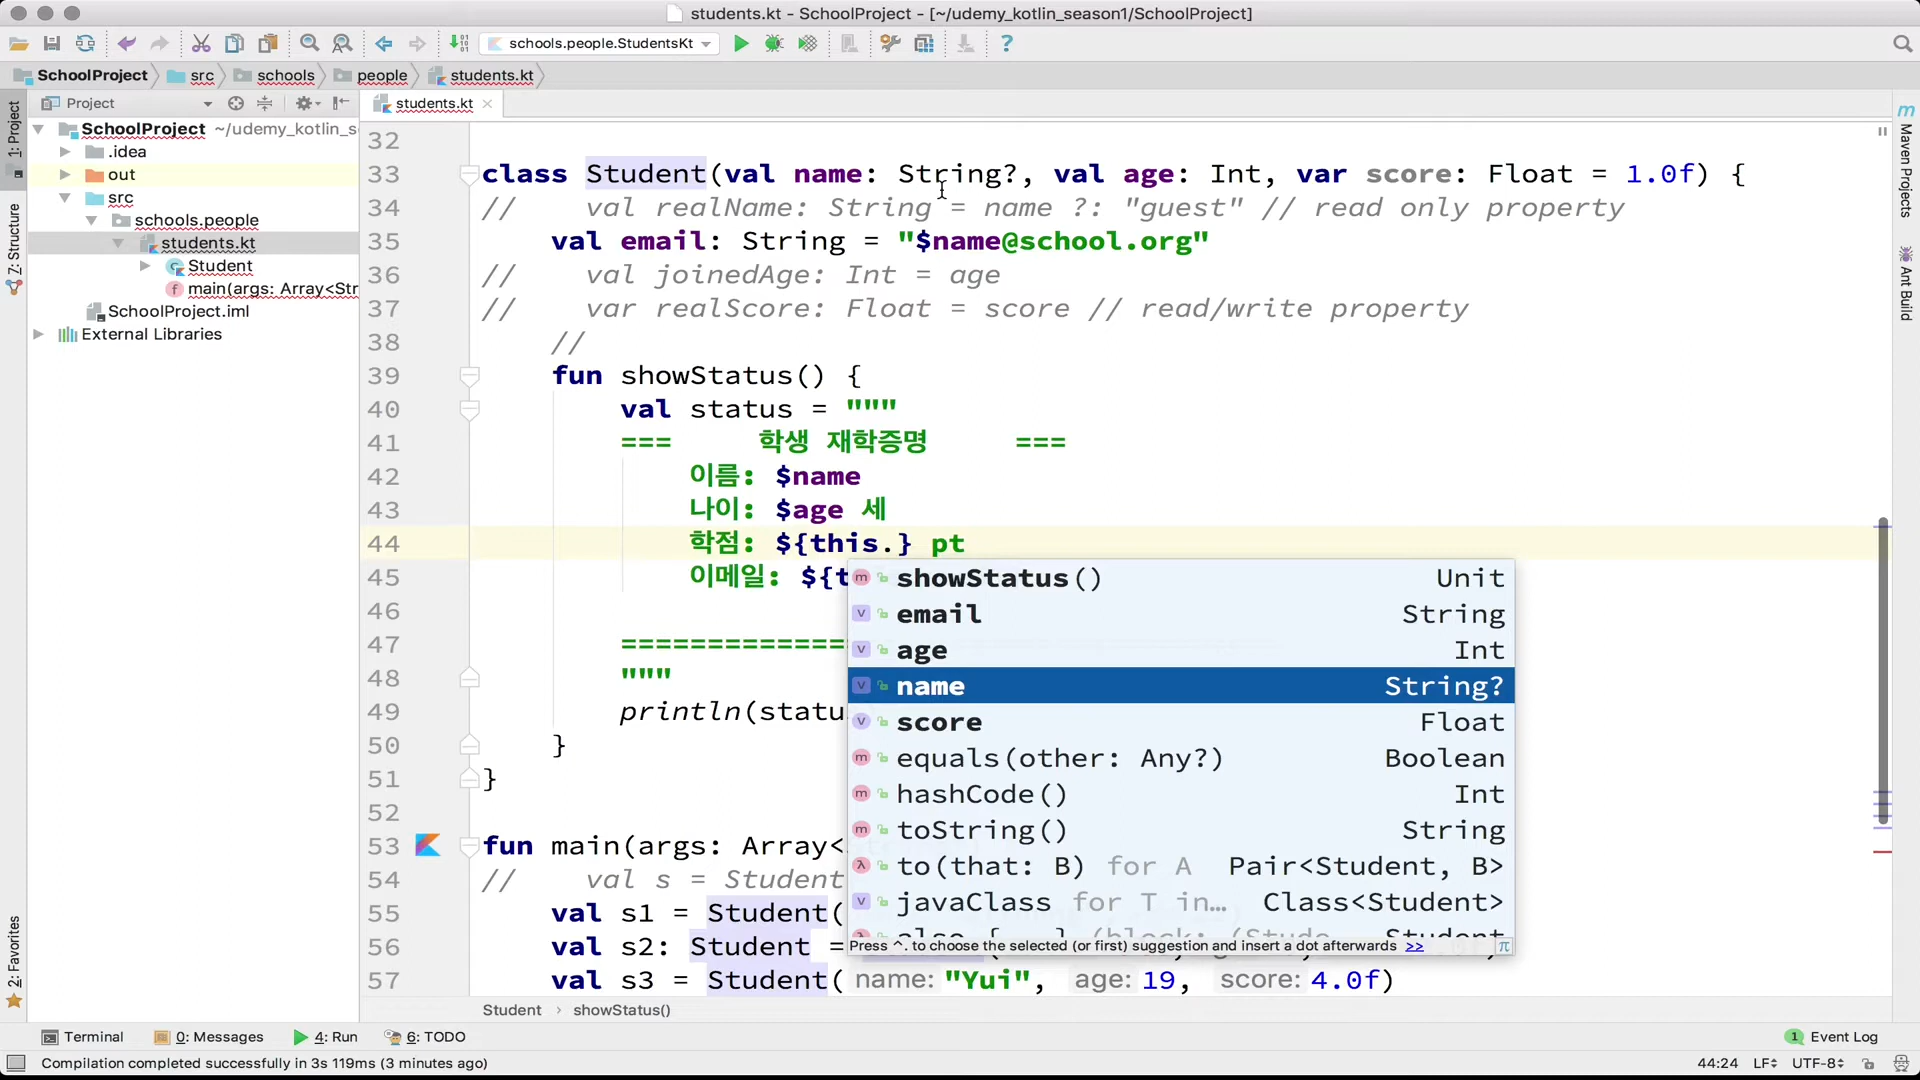 students.kt - SchoolProject - [~/udemy_kotlin_season1/SchoolProject]
schools.people.StudentsKt
SchoolProject src schools people students.kt
Project
students.kt
1: Project
Z: Structure
2: Favorites
SchoolProject ~/udemy_kotlin_s
.idea
out
src
schools.people
students.kt
Student
main(args: Array<Str
SchoolProject.iml
External Libraries
32
33 class Student(val name: String?, val age: Int, var score: Float = 1.0f) {
34 // val realName: String = name ?: "guest" // read only property
35 val email: String = "$name@school.org"
36 // val joinedAge: Int = age
37 // var realScore: Float = score // read/write property
38 //
39 fun showStatus() {
40 val status = """
41 === 학생 재학증명 ===
42 이름: $name
43 나이: $age 세
44 학점: ${this.} pt
45 이메일: ${t
46
47 =============
48 """
49 println(statu
50 }
51 }
52
53 fun main(args: Array<
54 // val s = Student
55 val s1 = Student(
56 val s2: Student =
57 val s3 = Student( name: "Yui", age: 19, score: 4.0f)
showStatus() Unit
email String
age Int
name String?
score Float
equals(other: Any?) Boolean
hashCode() Int
toString() String
to(that: B) for A Pair<Student, B>
javaClass for T in… Class<Student>
Press ^. to choose the selected (or first) suggestion and insert a dot afterwards >>
π
Student showStatus()
Maven Projects
Ant Build
Terminal 0: Messages 4: Run 6: TODO 1 Event Log
Compilation completed successfully in 3s 119ms (3 minutes ago) 44:24 LF UTF-8